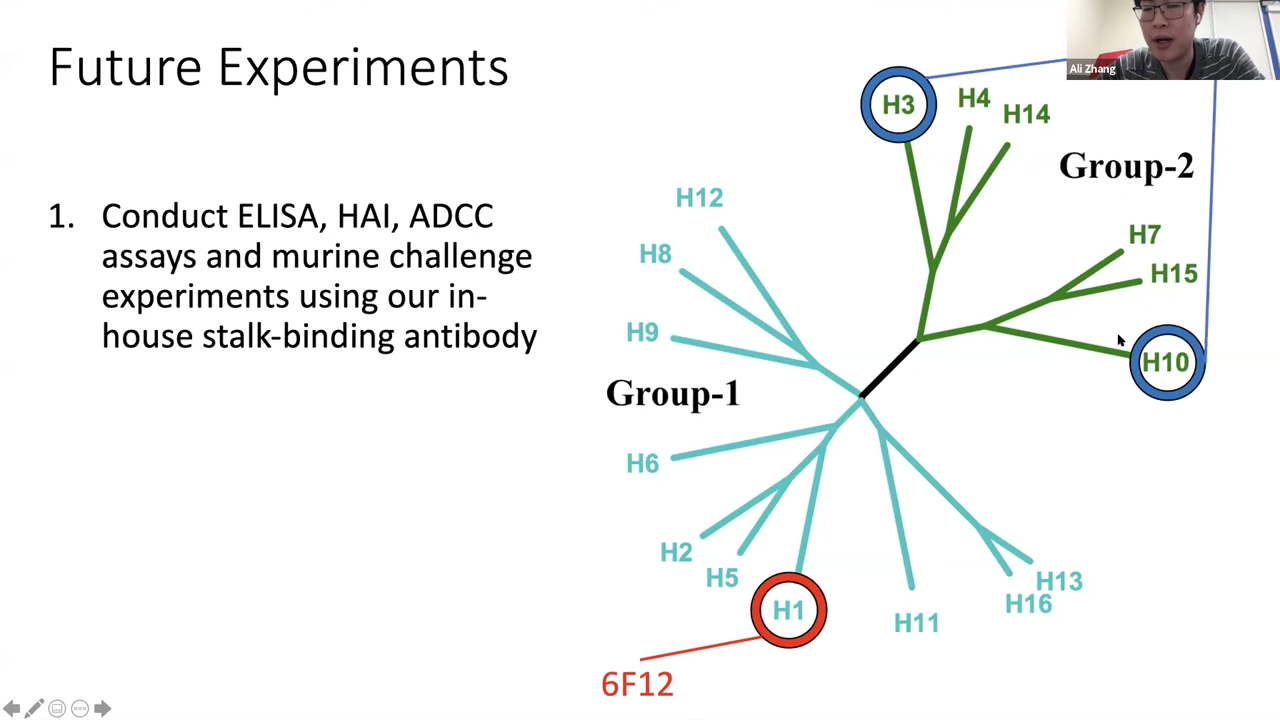 Future Experiments
Ali Zhang
1. Conduct ELISA, HAI, ADCC
assays and murine challenge
experiments using our in-
house stalk-binding antibody
H3
H4
H14
Group-2
H12
H7
H8
H15
H9
H10
Group-1
H6
H2
H5
H13
H1
H16
H11
6F12